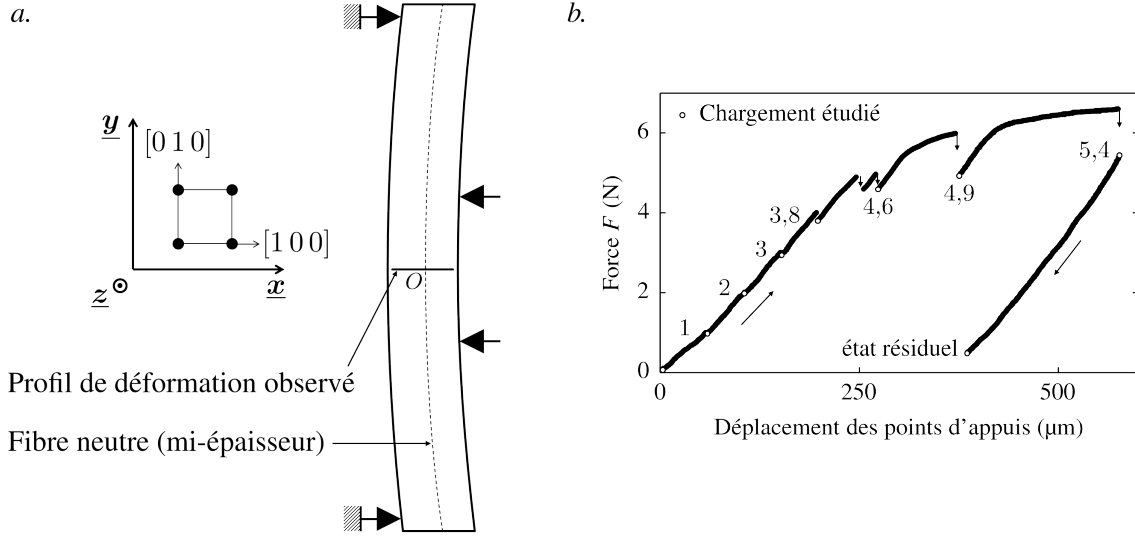 a.
y
[0 1 0]
[1 0 0]
z
x
O
Profil de déformation observé
Fibre neutre (mi-épaisseur)
b.
Chargement étudié
Force F (N)
6
4
2
0
1
2
3
3,8
4,6
4,9
5,4
état résiduel
0
250
500
Déplacement des points d'appuis (µm)